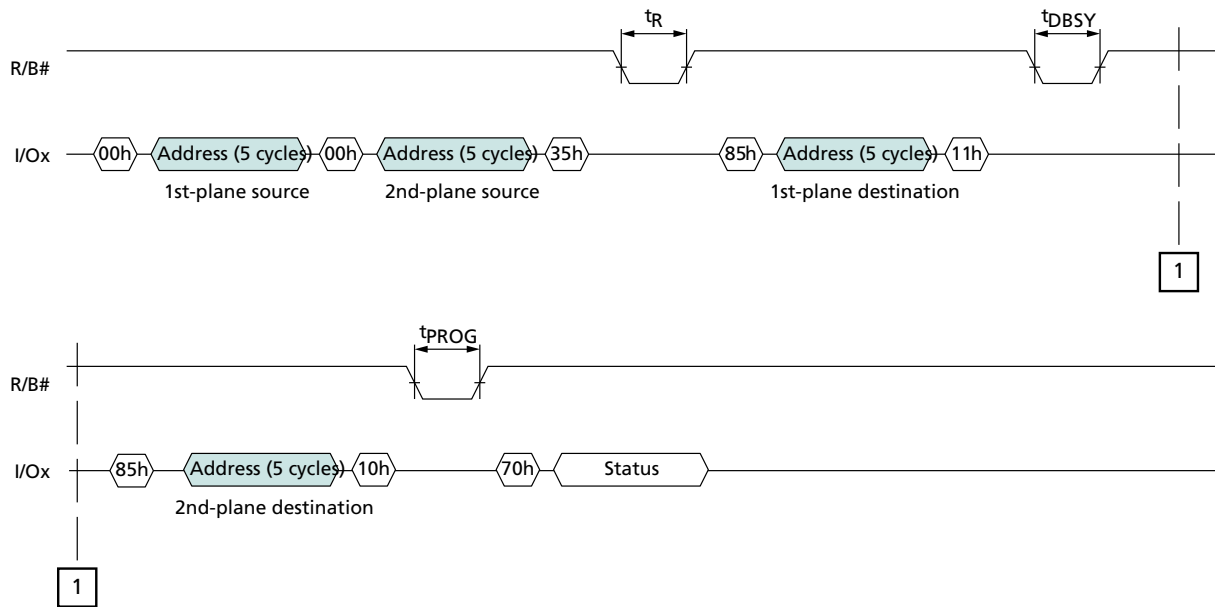 tR
tDBSY
R/B#
I/Ox
00h
Address (5 cycles)
00h
Address (5 cycles)
35h
85h
Address (5 cycles)
11h
1st-plane source
2nd-plane source
1st-plane destination
1
tPROG
R/B#
I/Ox
85h
Address (5 cycles)
10h
70h
Status
2nd-plane destination
1